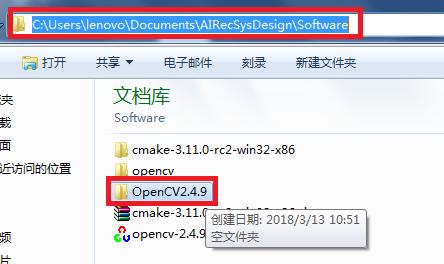 C:\Users\lenovo\Documents\AIRecSysDesign\Software
打开
共享
电子邮件
刻录
新建文件夹
藏夹
载
面
近访问的位置
频
片
文档库
Software
cmake-3.11.0-rc2-win32-x86
opencv
OpenCV2.4.9
cmake-3.11.0
opencv-2.4.9
创建日期: 2018/3/13 10:51
空文件夹